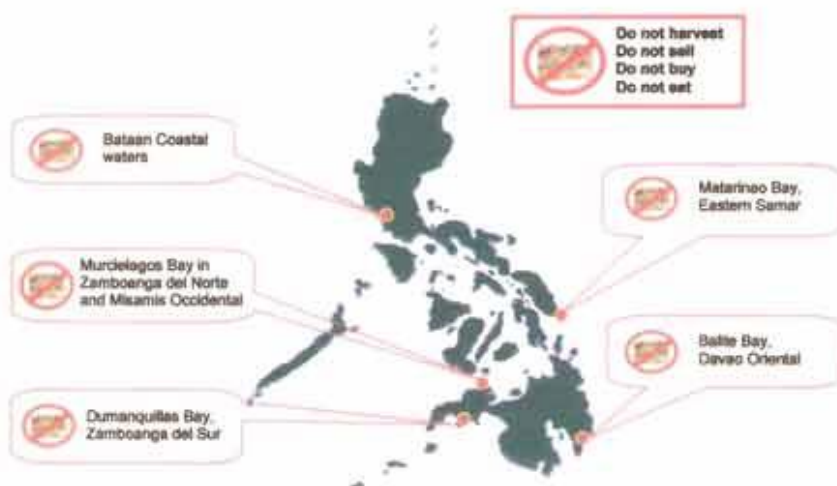 Do not harvest
Do not sell
Do not buy
Do not eat
Bataan Coastal
waters
Matarinao Bay,
Eastern Samar
Murcielagos Bay in
Zamboanga del Norte
and Misamis Occidental
Balite Bay,
Davao Oriental
Dumanquillas Bay,
Zamboanga del Sur